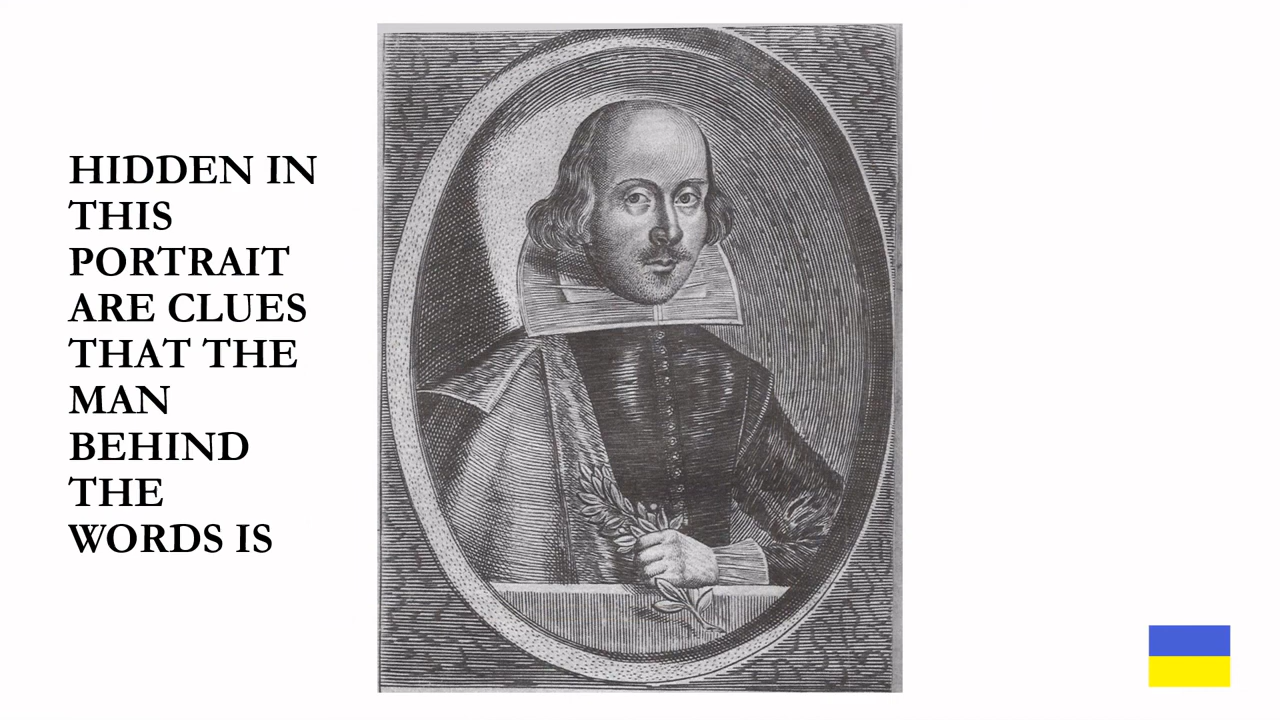 HIDDEN IN
THIS
PORTRAIT
ARE CLUES
THAT THE
MAN
BEHIND
THE
WORDS IS